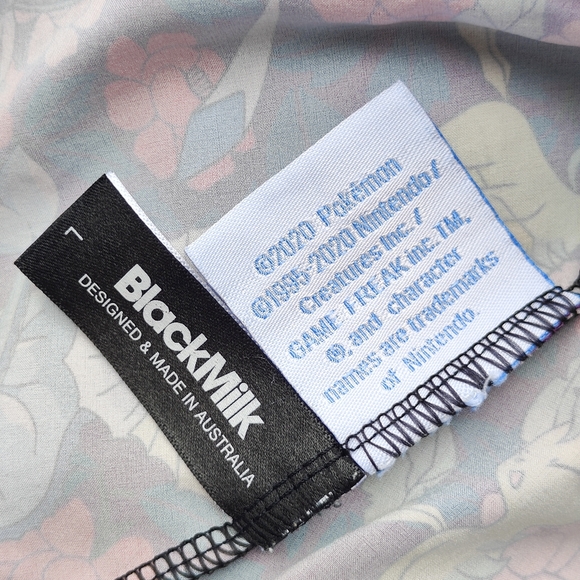 BlackMilk
DESIGNED & MADE IN AUSTRALIA
L
©2020 Pokémon
©1995-2020 Nintendo/
Creatures Inc./
GAME FREAK inc. TM,
®, and character
names are trademarks
of Nintendo.